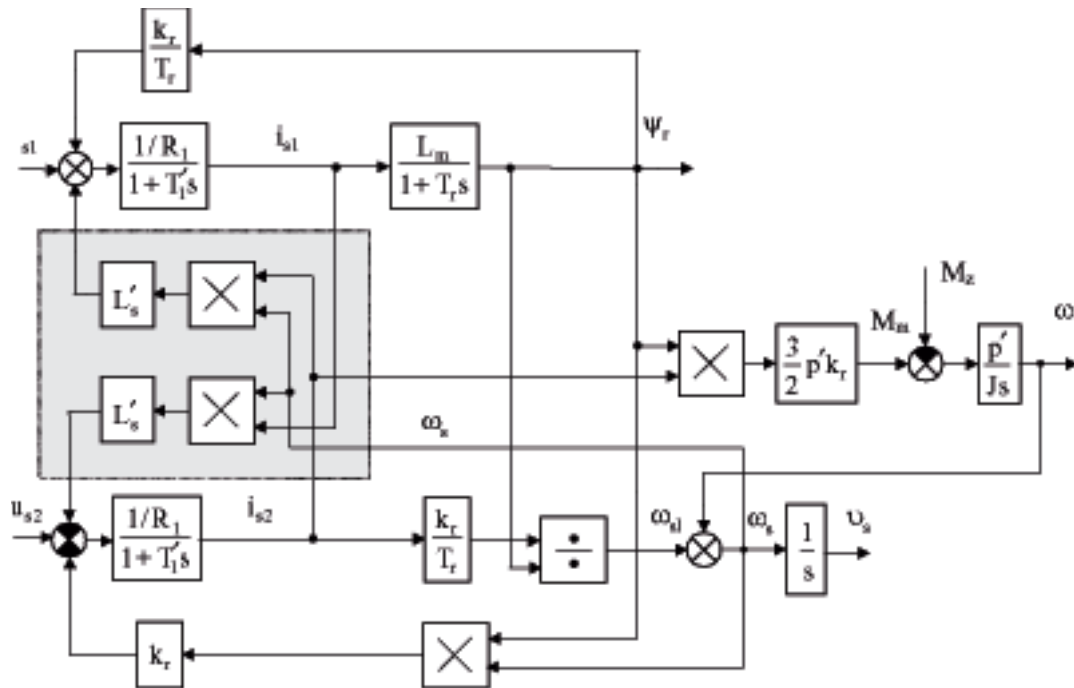 k_r
T_r
s1
1/R_1
1+T'_1s
i_s1
L_m
1+T_rs
ψ_r
L'_s
L'_s
M_z
M_m
ω
3
2
p'k_r
p'
Js
ω_s
u_s2
1/R_1
1+T'_1s
i_s2
k_r
T_r
ω_sl
ω_s
1
s
υ_s
k_r